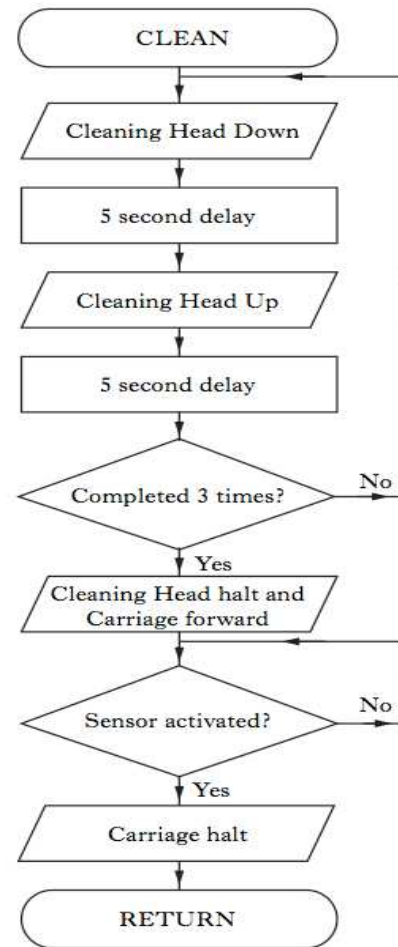 CLEAN
Cleaning Head Down
5 second delay
Cleaning Head Up
5 second delay
Completed 3 times?
No
Yes
Cleaning Head halt and
Carriage forward
Sensor activated?
No
Yes
Carriage halt
RETURN